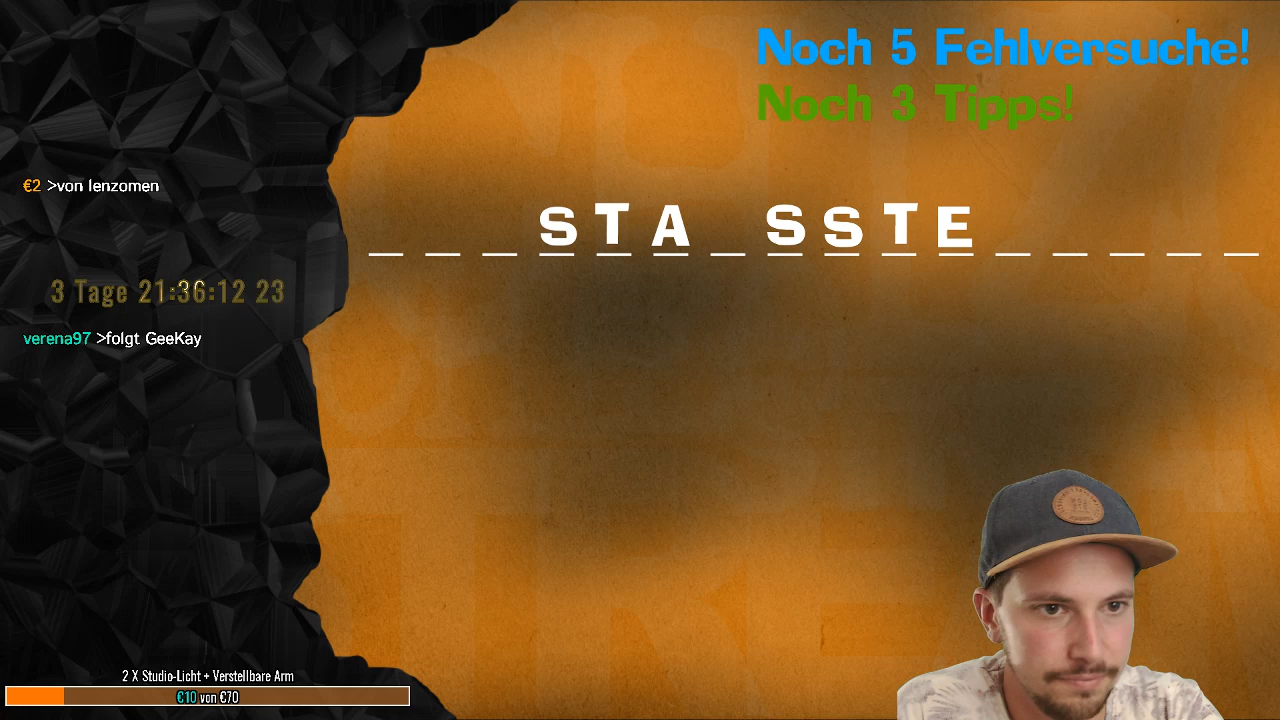 Noch 5 Fehlversuche!
Noch 3 Tipps!
€2 >von lenzomen
_ _ _ S T A _ S S T E _ _ _ _ _
3 Tage 21:36:12 23
verena97 >folgt GeeKay
2 X Studio-Licht + Verstellbare Arm
€10 von €70